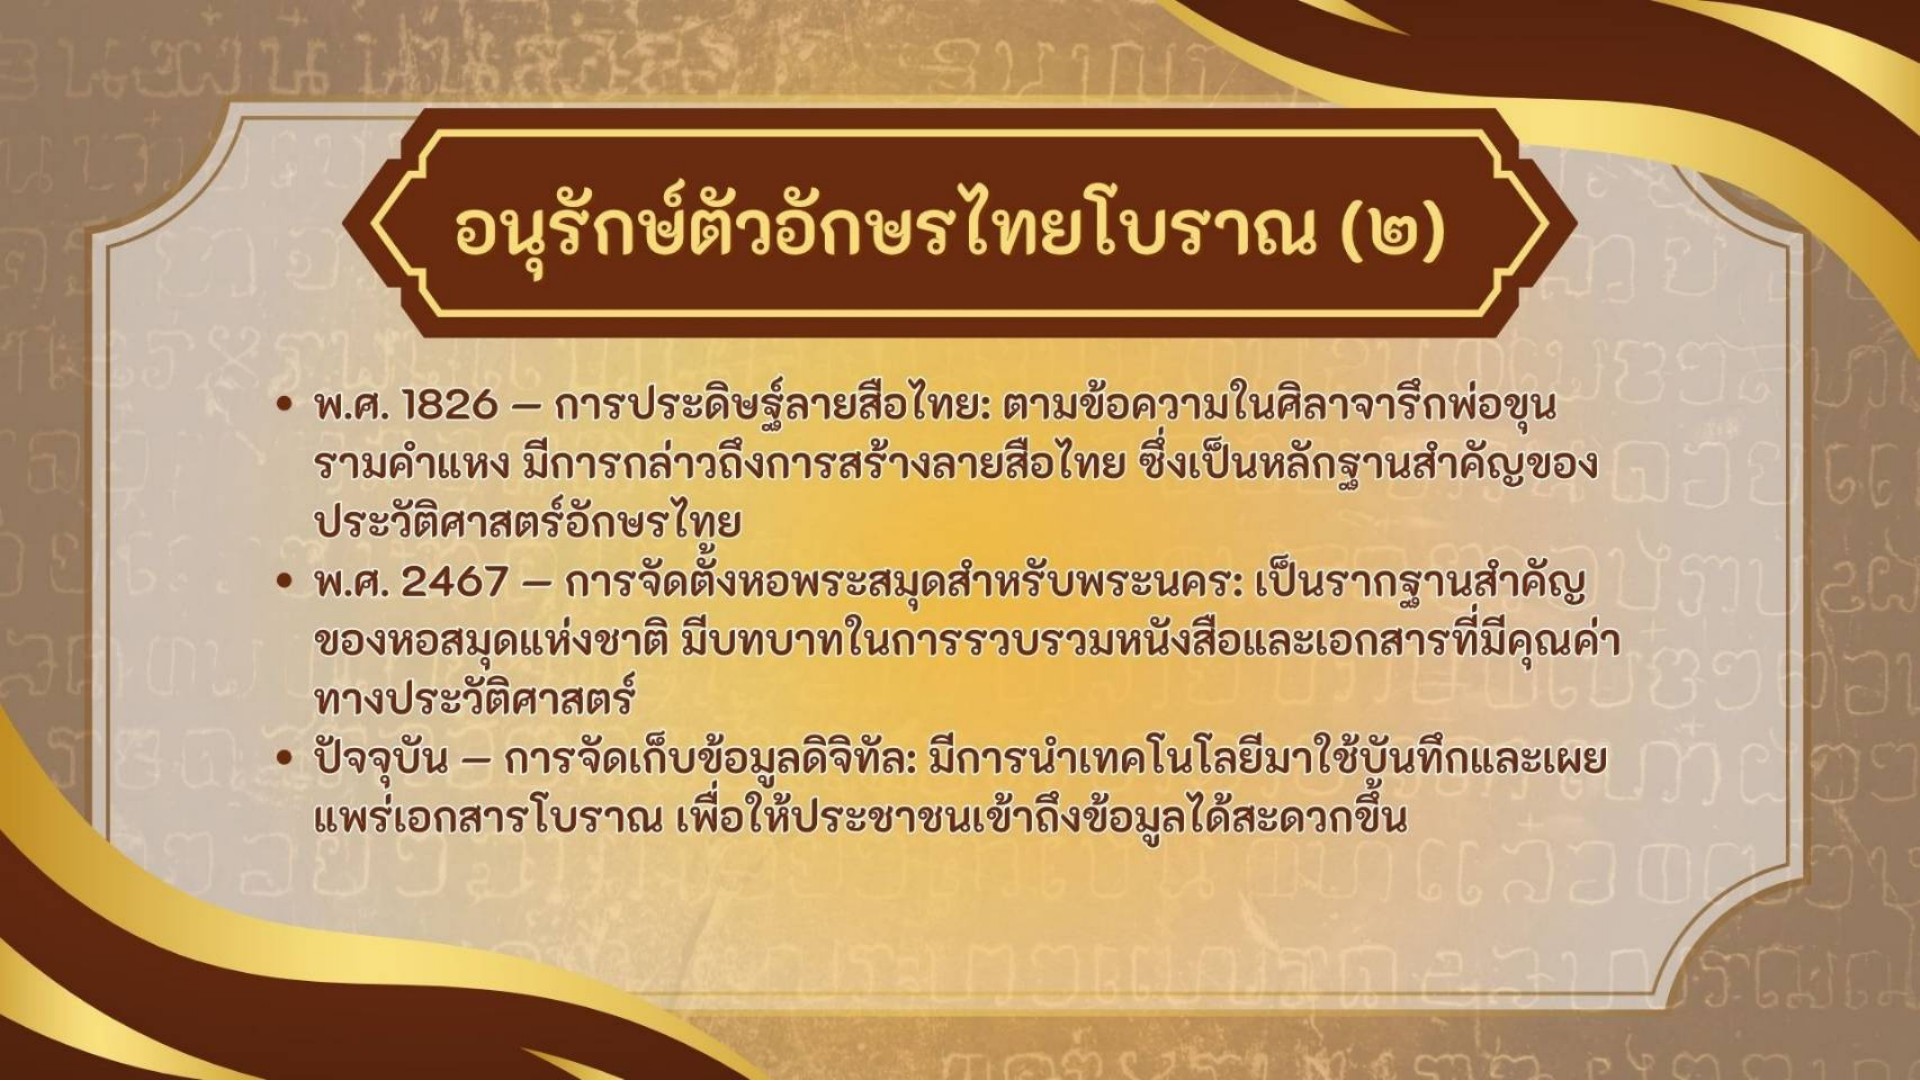 อนุรักษ์ตัวอักษรไทยโบราณ (๒)
• พ.ศ. 1826 – การประดิษฐ์ลายสือไทย: ตามข้อความในศิลาจารึกพ่อขุน
รามคำแหง มีการกล่าวถึงการสร้างลายสือไทย ซึ่งเป็นหลักฐานสำคัญของ
ประวัติศาสตร์อักษรไทย
• พ.ศ. 2467 – การจัดตั้งหอพระสมุดสำหรับพระนคร: เป็นรากฐานสำคัญ
ของหอสมุดแห่งชาติ มีบทบาทในการรวบรวมหนังสือและเอกสารที่มีคุณค่า
ทางประวัติศาสตร์
• ปัจจุบัน – การจัดเก็บข้อมูลดิจิทัล: มีการนำเทคโนโลยีมาใช้บันทึกและเผย
แพร่เอกสารโบราณ เพื่อให้ประชาชนเข้าถึงข้อมูลได้สะดวกขึ้น